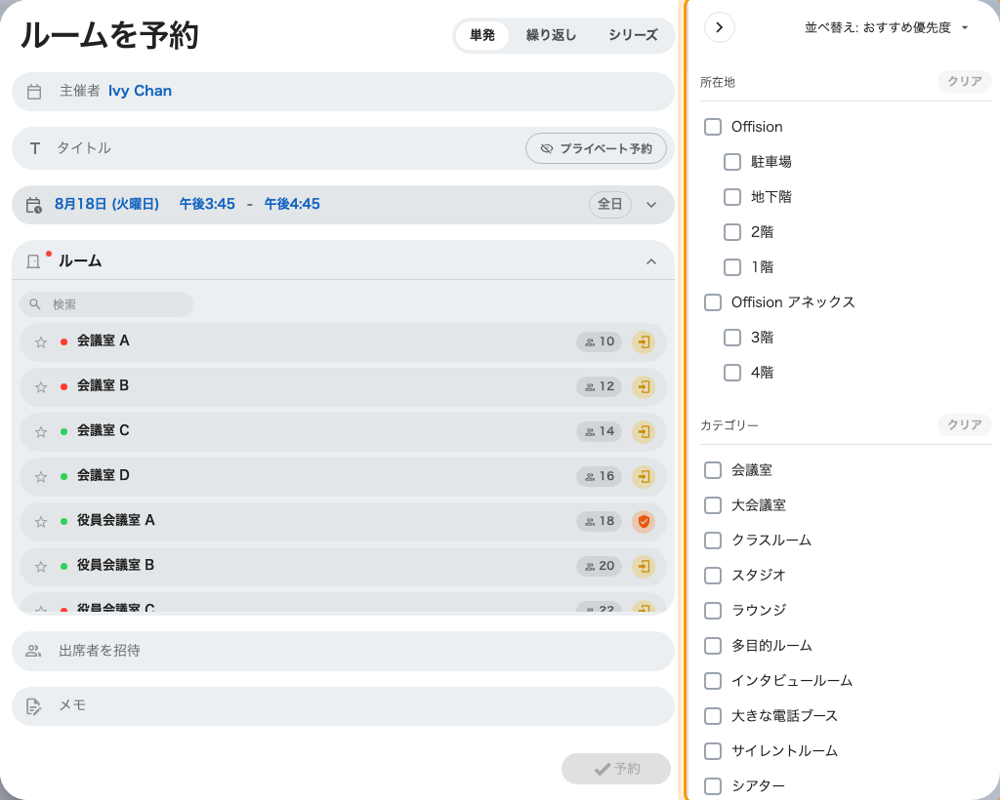 ルームを予約
単発 繰り返し シリーズ
主催者 Ivy Chan
タイトル プライベート予約
8月18日 (火曜日) 午後3:45 - 午後4:45 全日
ルーム
検索
会議室 A 10
会議室 B 12
会議室 C 14
会議室 D 16
役員会議室 A 18
役員会議室 B 20
役員会議室 C 22
出席者を招待
メモ
予約
並べ替え: おすすめ優先度
所在地 クリア
Offision
駐車場
地下階
2階
1階
Offision アネックス
3階
4階
カテゴリー クリア
会議室
大会議室
クラスルーム
スタジオ
ラウンジ
多目的ルーム
インタビュールーム
大きな電話ブース
サイレントルーム
シアター